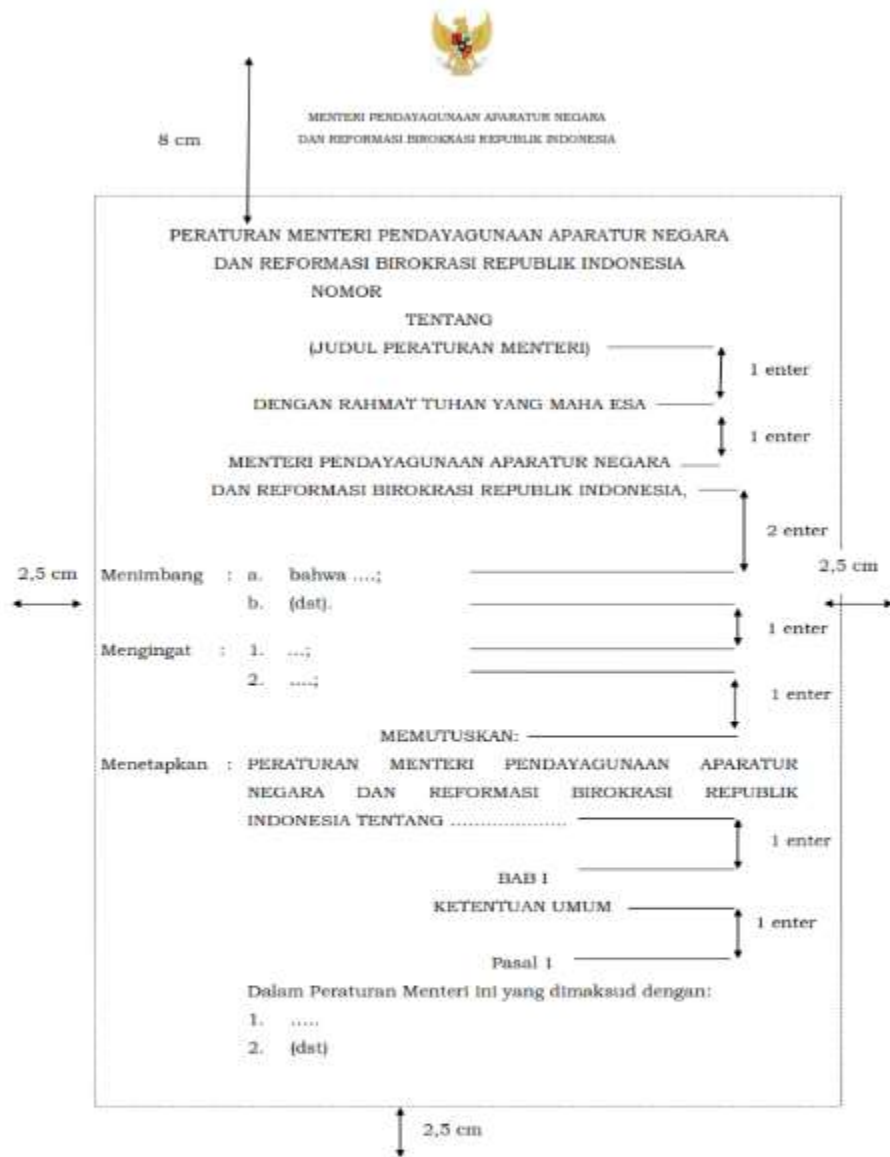 MENTERI PENDAYAGUNAAN APARATUR NEGARA
DAN REFORMASI BIROKRASI REPUBLIK INDONESIA
8 cm
PERATURAN MENTERI PENDAYAGUNAAN APARATUR NEGARA
DAN REFORMASI BIROKRASI REPUBLIK INDONESIA
NOMOR
TENTANG
(JUDUL PERATURAN MENTERI)
1 enter
DENGAN RAHMAT TUHAN YANG MAHA ESA
1 enter
MENTERI PENDAYAGUNAAN APARATUR NEGARA
DAN REFORMASI BIROKRASI REPUBLIK INDONESIA,
2 enter
2,5 cm Menimbang : a. bahwa ....; 2,5 cm
b. (dst).
1 enter
Mengingat : 1. ...;
2. ....;
1 enter
MEMUTUSKAN:
Menetapkan : PERATURAN MENTERI PENDAYAGUNAAN APARATUR
NEGARA DAN REFORMASI BIROKRASI REPUBLIK
INDONESIA TENTANG ....................
1 enter
BAB I
KETENTUAN UMUM
1 enter
Pasal 1
Dalam Peraturan Menteri ini yang dimaksud dengan:
1. .....
2. (dst)
2,5 cm